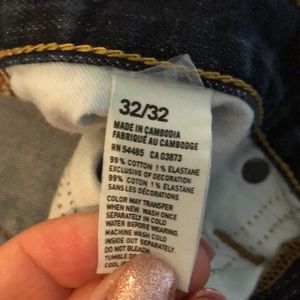 32/32
MADE IN CAMBODIA
FABRIQUÉ AU CAMBODGE
RN 54485 CA 03873
99% COTTON 1% ELASTANE
EXCLUSIVE OF DECORATION
99% COTON 1% ELASTANE
SANS LES DÉCORATIONS
COLOR MAY TRANSFER
WHEN NEW. WASH ONCE
SEPARATELY IN COLD
WATER BEFORE WEARING.
MACHINE WASH COLD
INSIDE OUT SEPARATELY
DO NOT BLEACH.
TUMBLE
COOL